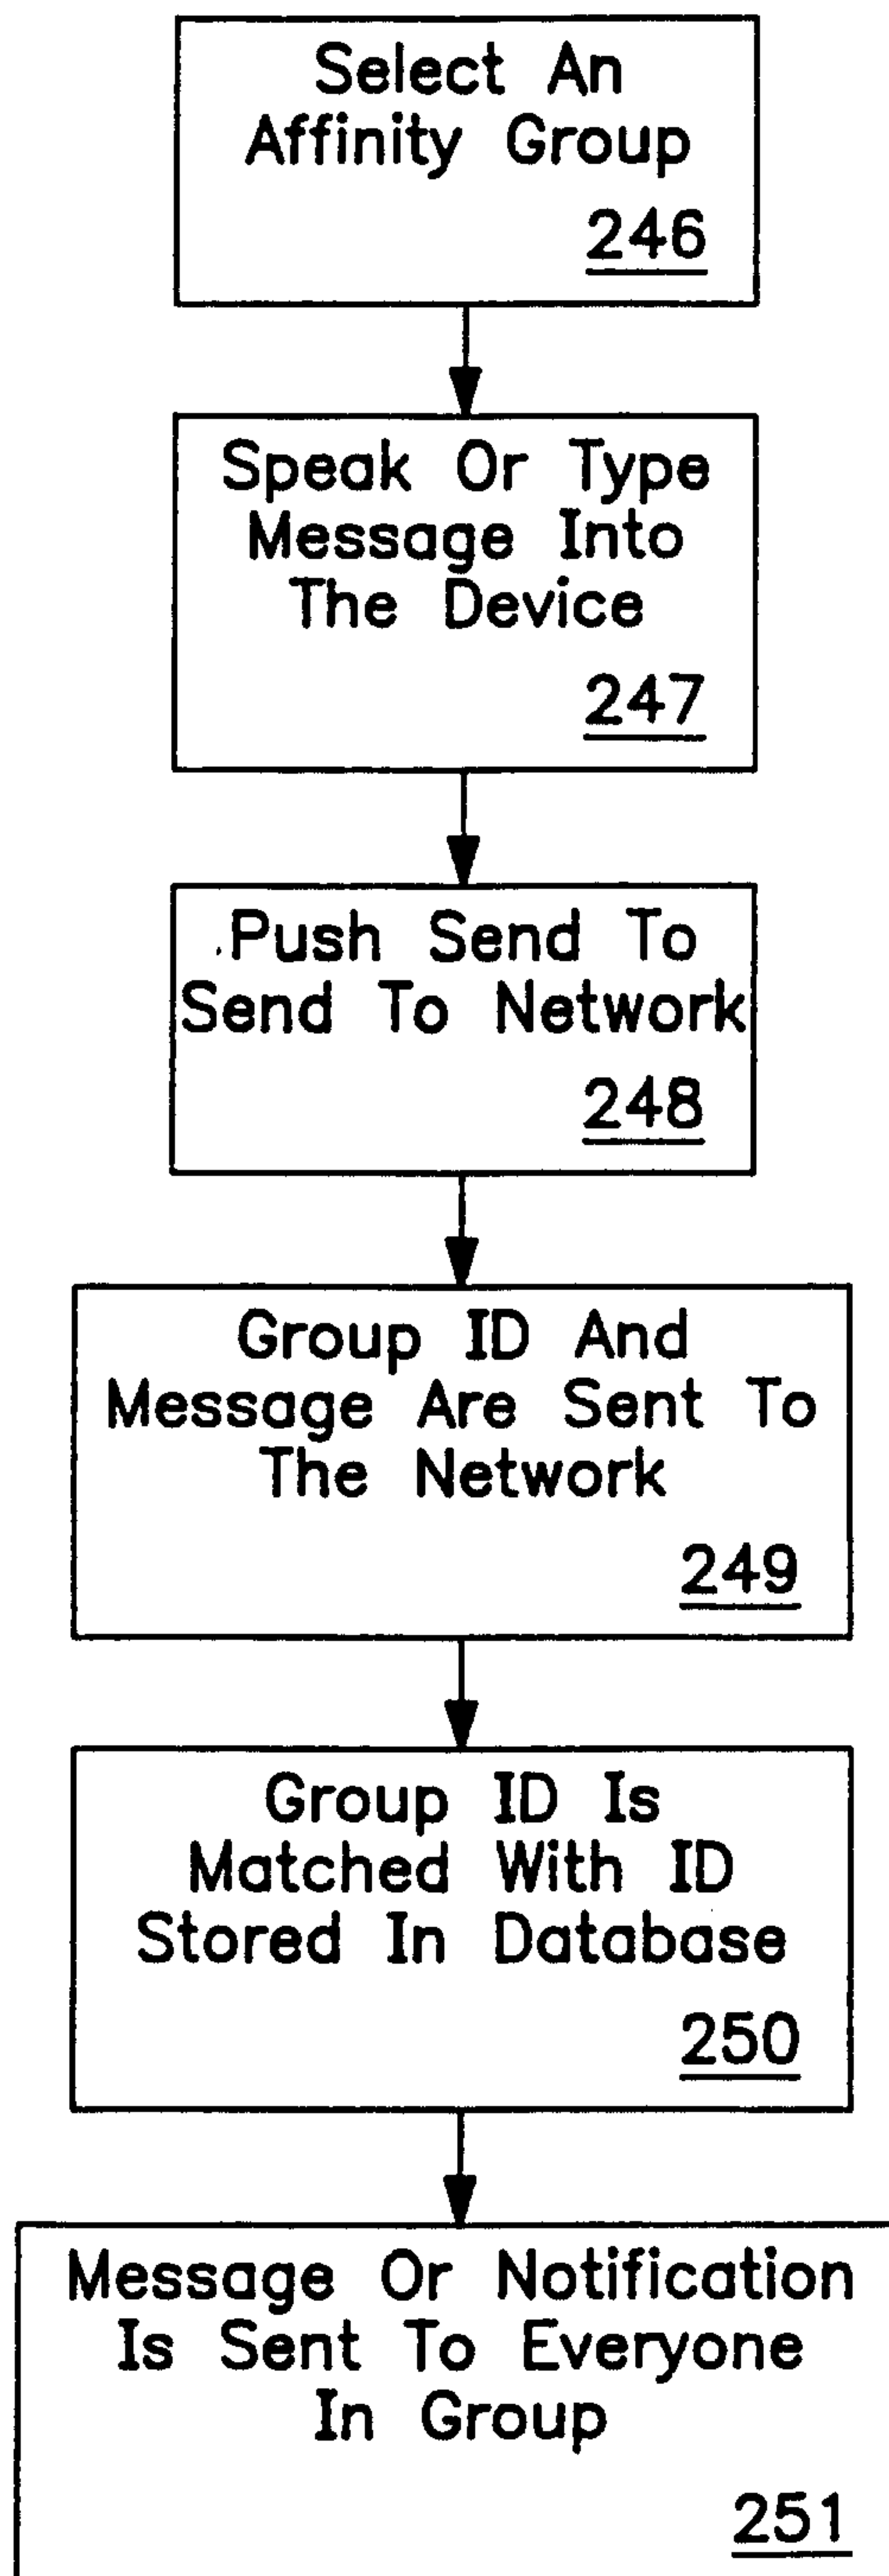 Select An
Affinity Group
246
Speak Or Type
Message Into
The Device
247
Push Send To
Send To Network
248
Group ID And
Message Are Sent To
The Network
249
Group ID Is
Matched With ID
Stored In Database
250
Message Or Notification
Is Sent To Everyone
In Group
251